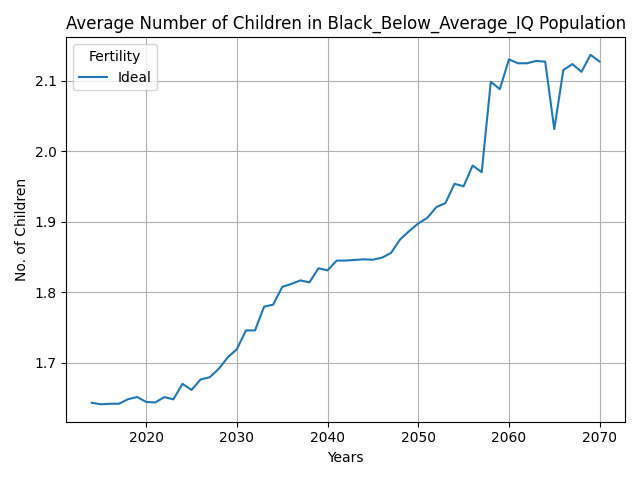 Average Number of Children in Black_Below_Average_IQ Population
Fertility
Ideal
No. of Children
2.1
2.0
1.9
1.8
1.7
2020 2030 2040 2050 2060 2070
Years